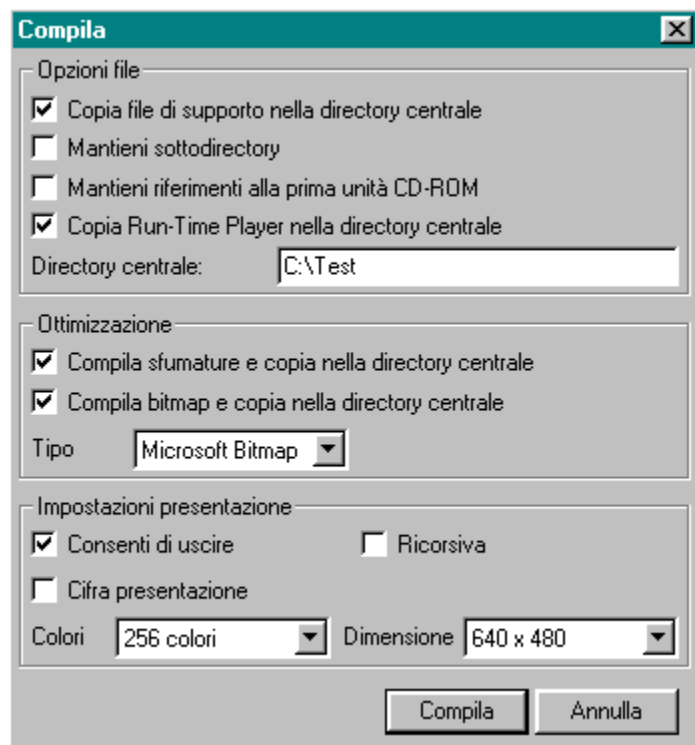 Compila
Opzioni file
Copia file di supporto nella directory centrale
Mantieni sottodirectory
Mantieni riferimenti alla prima unità CD-ROM
Copia Run-Time Player nella directory centrale
Directory centrale: C:\Test
Ottimizzazione
Compila sfumature e copia nella directory centrale
Compila bitmap e copia nella directory centrale
Tipo Microsoft Bitmap
Impostazioni presentazione
Consenti di uscire Ricorsiva
Cifra presentazione
Colori 256 colori Dimensione 640 x 480
Compila Annulla